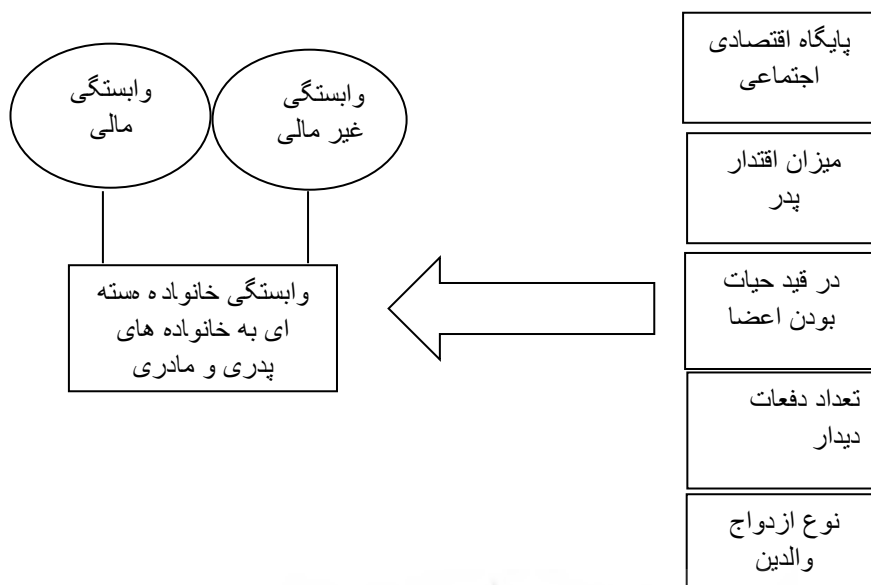 پایگاه اقتصادی
اجتماعی
میزان اقتدار
پدر
در قید حیات
بودن اعضا
تعداد دفعات
دیدار
نوع ازدواج
والدین
وابستگی
غیر مالی
وابستگی
مالی
وابستگی خانواده هسته
ای به خانواده های
پدری و مادری